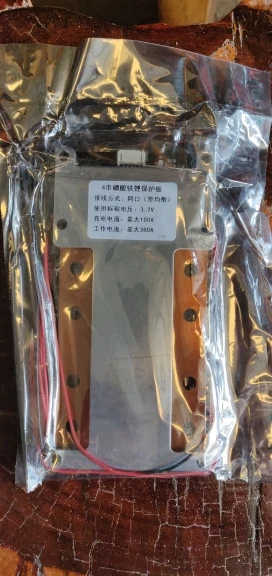 4串磷酸铁锂保护板
接线方式：同口（带均衡）
使用标称电压：3.2V
充电电流：最大100A
工作电流：最大360A